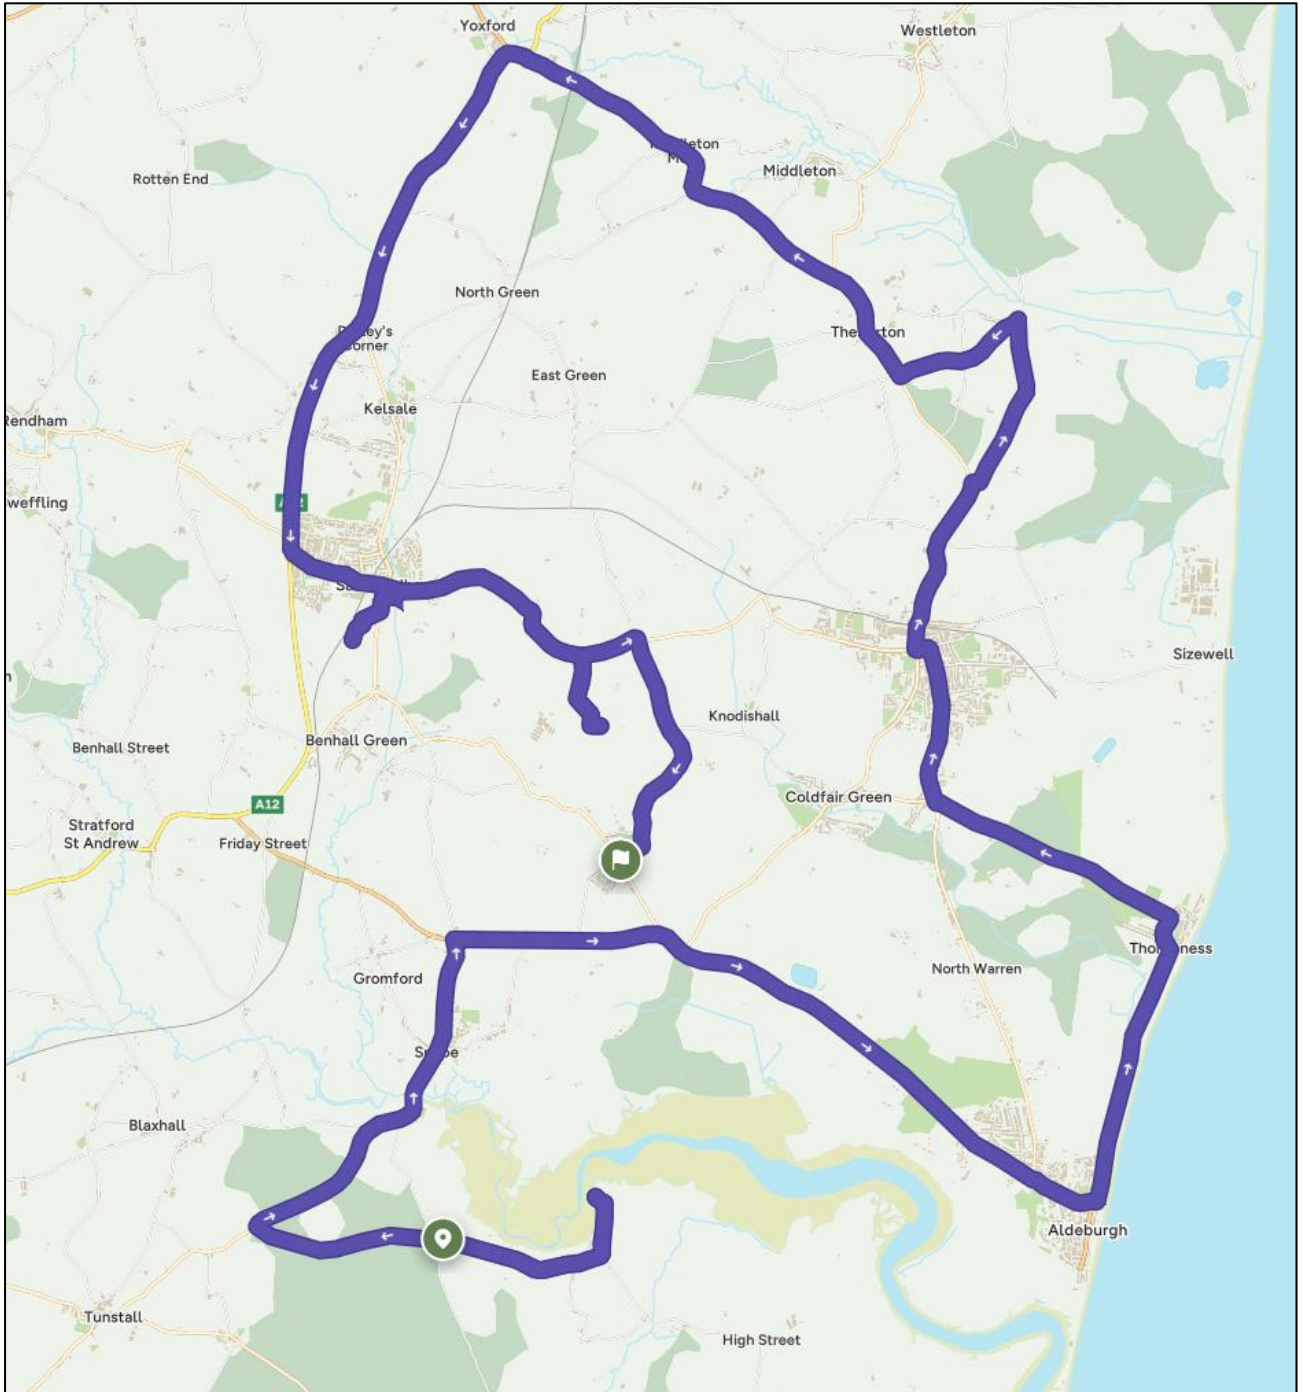 Yoxford
Westleton
Middleton
Rotten End
North Green
East Green
Kelsale
Rendham
weffling
Sizewell
Knodishall
Benhall Street
Benhall Green
A12
Coldfair Green
Stratford
St Andrew
Friday Street
North Warren
Gromford
Blaxhall
Aldeburgh
Tunstall
High Street